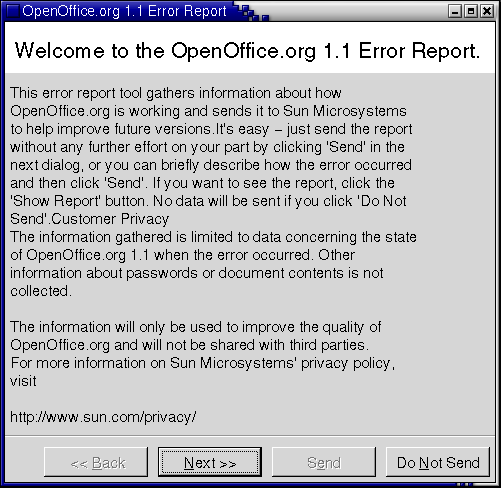 OpenOffice.org 1.1 Error Report
Welcome to the OpenOffice.org 1.1 Error Report.
This error report tool gathers information about how
OpenOffice.org is working and sends it to Sun Microsystems
to help improve future versions.It's easy – just send the report
without any further effort on your part by clicking 'Send' in the
next dialog, or you can briefly describe how the error occurred
and then click 'Send'. If you want to see the report, click the
'Show Report' button. No data will be sent if you click 'Do Not
Send'.Customer Privacy
The information gathered is limited to data concerning the state
of OpenOffice.org 1.1 when the error occurred. Other
information about passwords or document contents is not
collected.
The information will only be used to improve the quality of
OpenOffice.org and will not be shared with third parties.
For more information on Sun Microsystems' privacy policy,
visit
http://www.sun.com/privacy/
<< Back Next >> Send Do Not Send